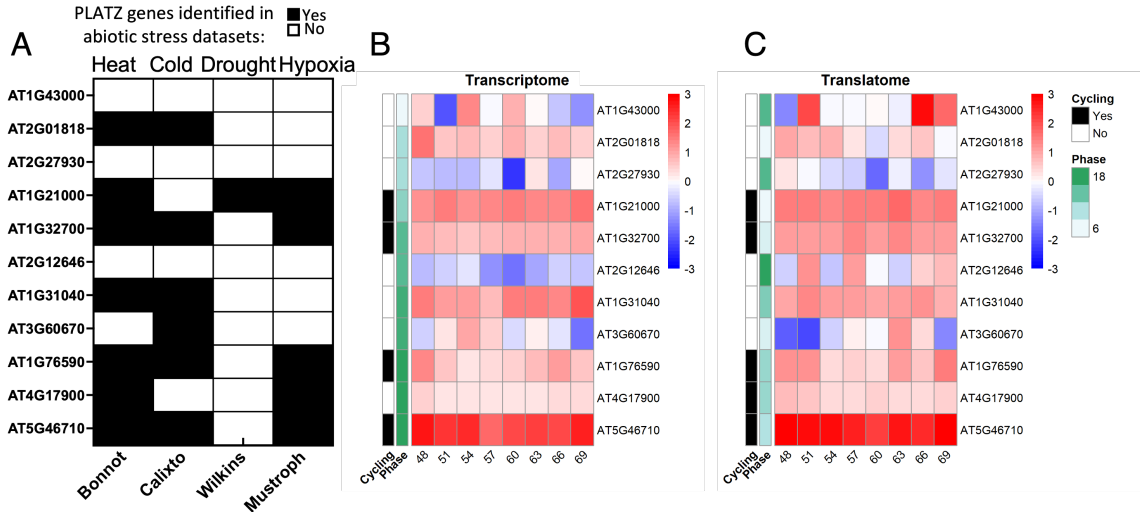 PLATZ genes identified in
abiotic stress datasets:
Yes
No
A
Heat Cold Drought Hypoxia
AT1G43000
AT2G01818
AT2G27930
AT1G21000
AT1G32700
AT2G12646
AT1G31040
AT3G60670
AT1G76590
AT4G17900
AT5G46710
Bonnot
Calixto
Wilkins
Mustroph
B
Transcriptome
AT1G43000
AT2G01818
AT2G27930
AT1G21000
AT1G32700
AT2G12646
AT1G31040
AT3G60670
AT1G76590
AT4G17900
AT5G46710
3
2
1
0
-1
-2
-3
Cycling
Phase
48 51 54 57 60 63 66 69
C
Translatome
AT1G43000
AT2G01818
AT2G27930
AT1G21000
AT1G32700
AT2G12646
AT1G31040
AT3G60670
AT1G76590
AT4G17900
AT5G46710
3
2
1
0
-1
-2
-3
Cycling
Phase
48 51 54 57 60 63 66 69
Cycling
Yes
No
Phase
18
6